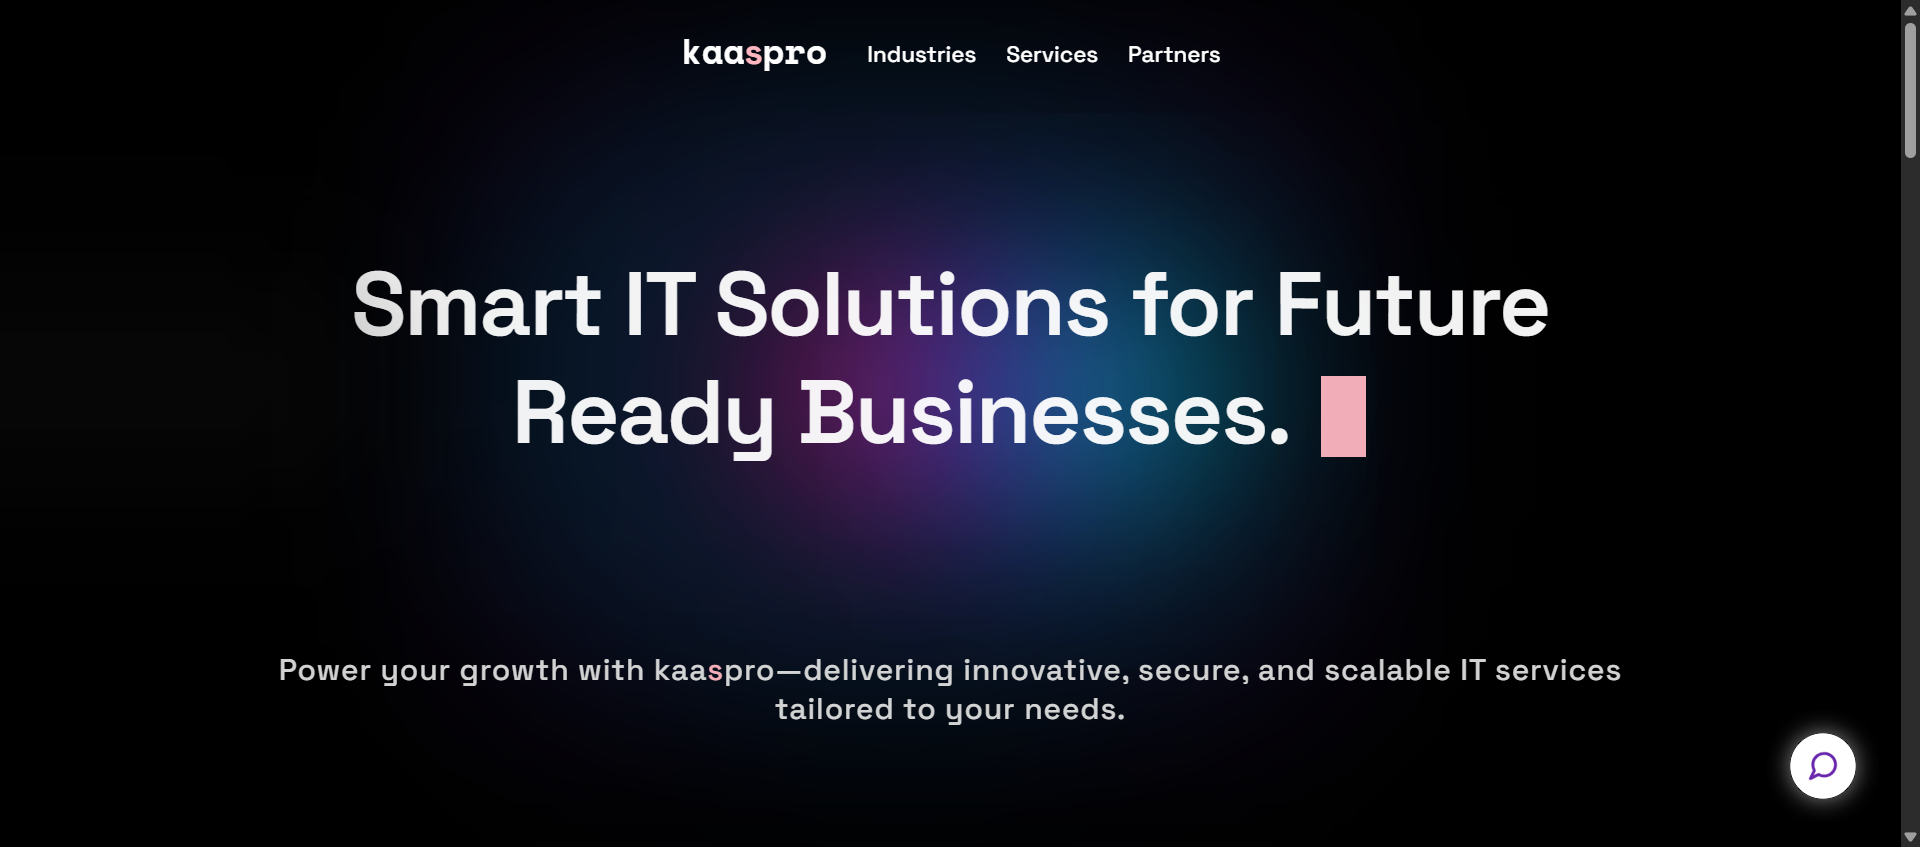 kaaspro Industries Services Partners
Smart IT Solutions for Future
Ready Businesses.
Power your growth with kaaspro—delivering innovative, secure, and scalable IT services
tailored to your needs.